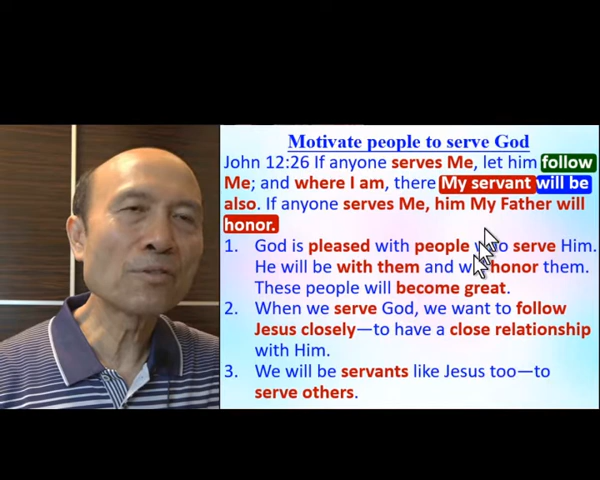 Motivate people to serve God
John 12:26 If anyone serves Me, let him follow
Me; and where I am, there My servant will be
also. If anyone serves Me, him My Father will
honor.
1. God is pleased with people serve Him.
He will be with them and honor them.
These people will become great.
2. When we serve God, we want to follow
Jesus closely—to have a close relationship
with Him.
3. We will be servants like Jesus too—to
serve others.